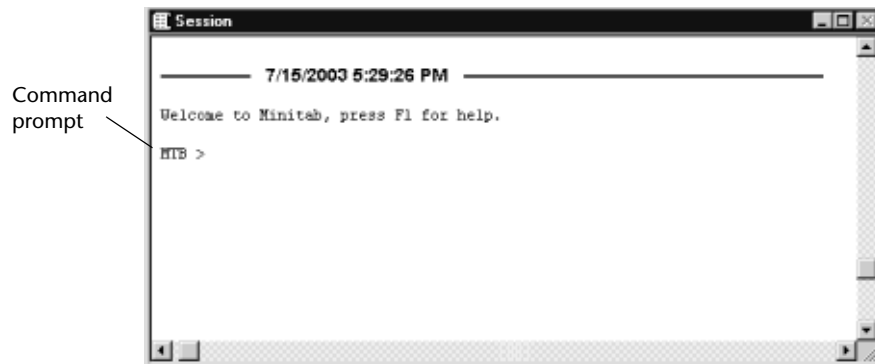 Session
7/15/2003 5:29:26 PM
Command
prompt
Welcome to Minitab, press F1 for help.
MTB >